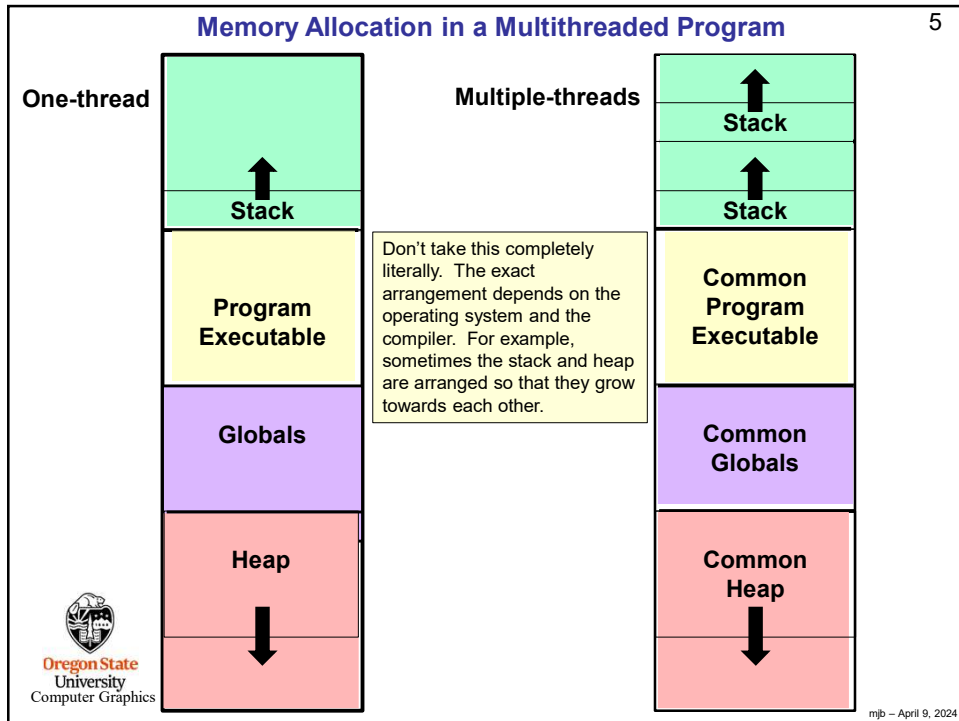 Memory Allocation in a Multithreaded Program
5
One-thread
Stack
Program
Executable
Globals
Heap
Don't take this completely
literally. The exact
arrangement depends on the
operating system and the
compiler. For example,
sometimes the stack and heap
are arranged so that they grow
towards each other.
Multiple-threads
Stack
Stack
Common
Program
Executable
Common
Globals
Common
Heap
Oregon State
University
Computer Graphics
mjb – April 9, 2024